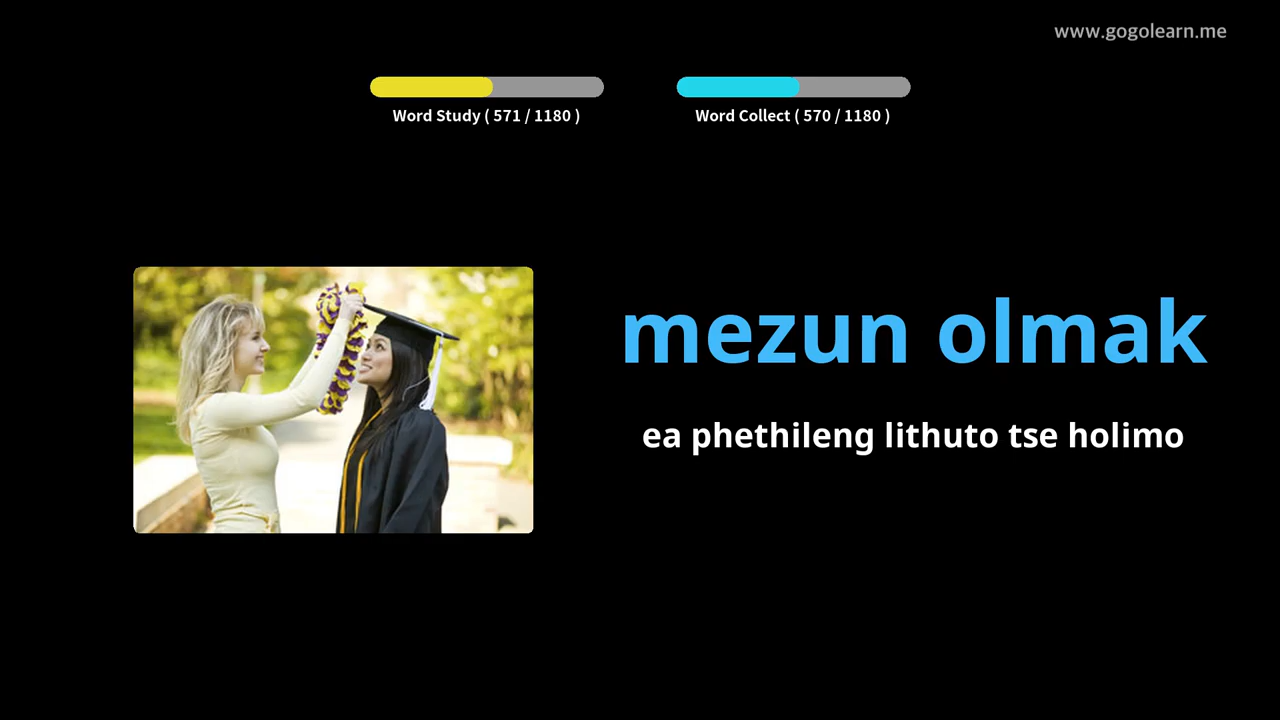 www.gogolearn.me
Word Study ( 571 / 1180 )
Word Collect ( 570 / 1180 )
mezun olmak
ea phethileng lithuto tse holimo